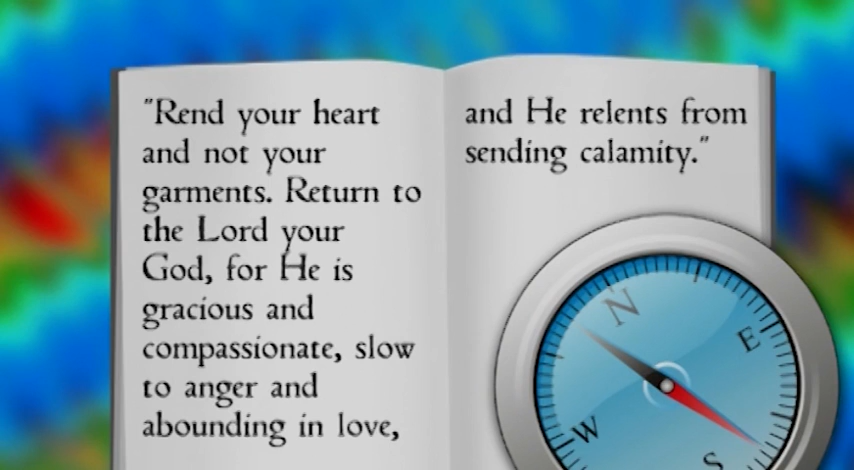 "Rend your heart
and not your
garments. Return to
the Lord your
God, for He is
gracious and
compassionate, slow
to anger and
abounding in love,
and He relents from
sending calamity."
N
E
W
S